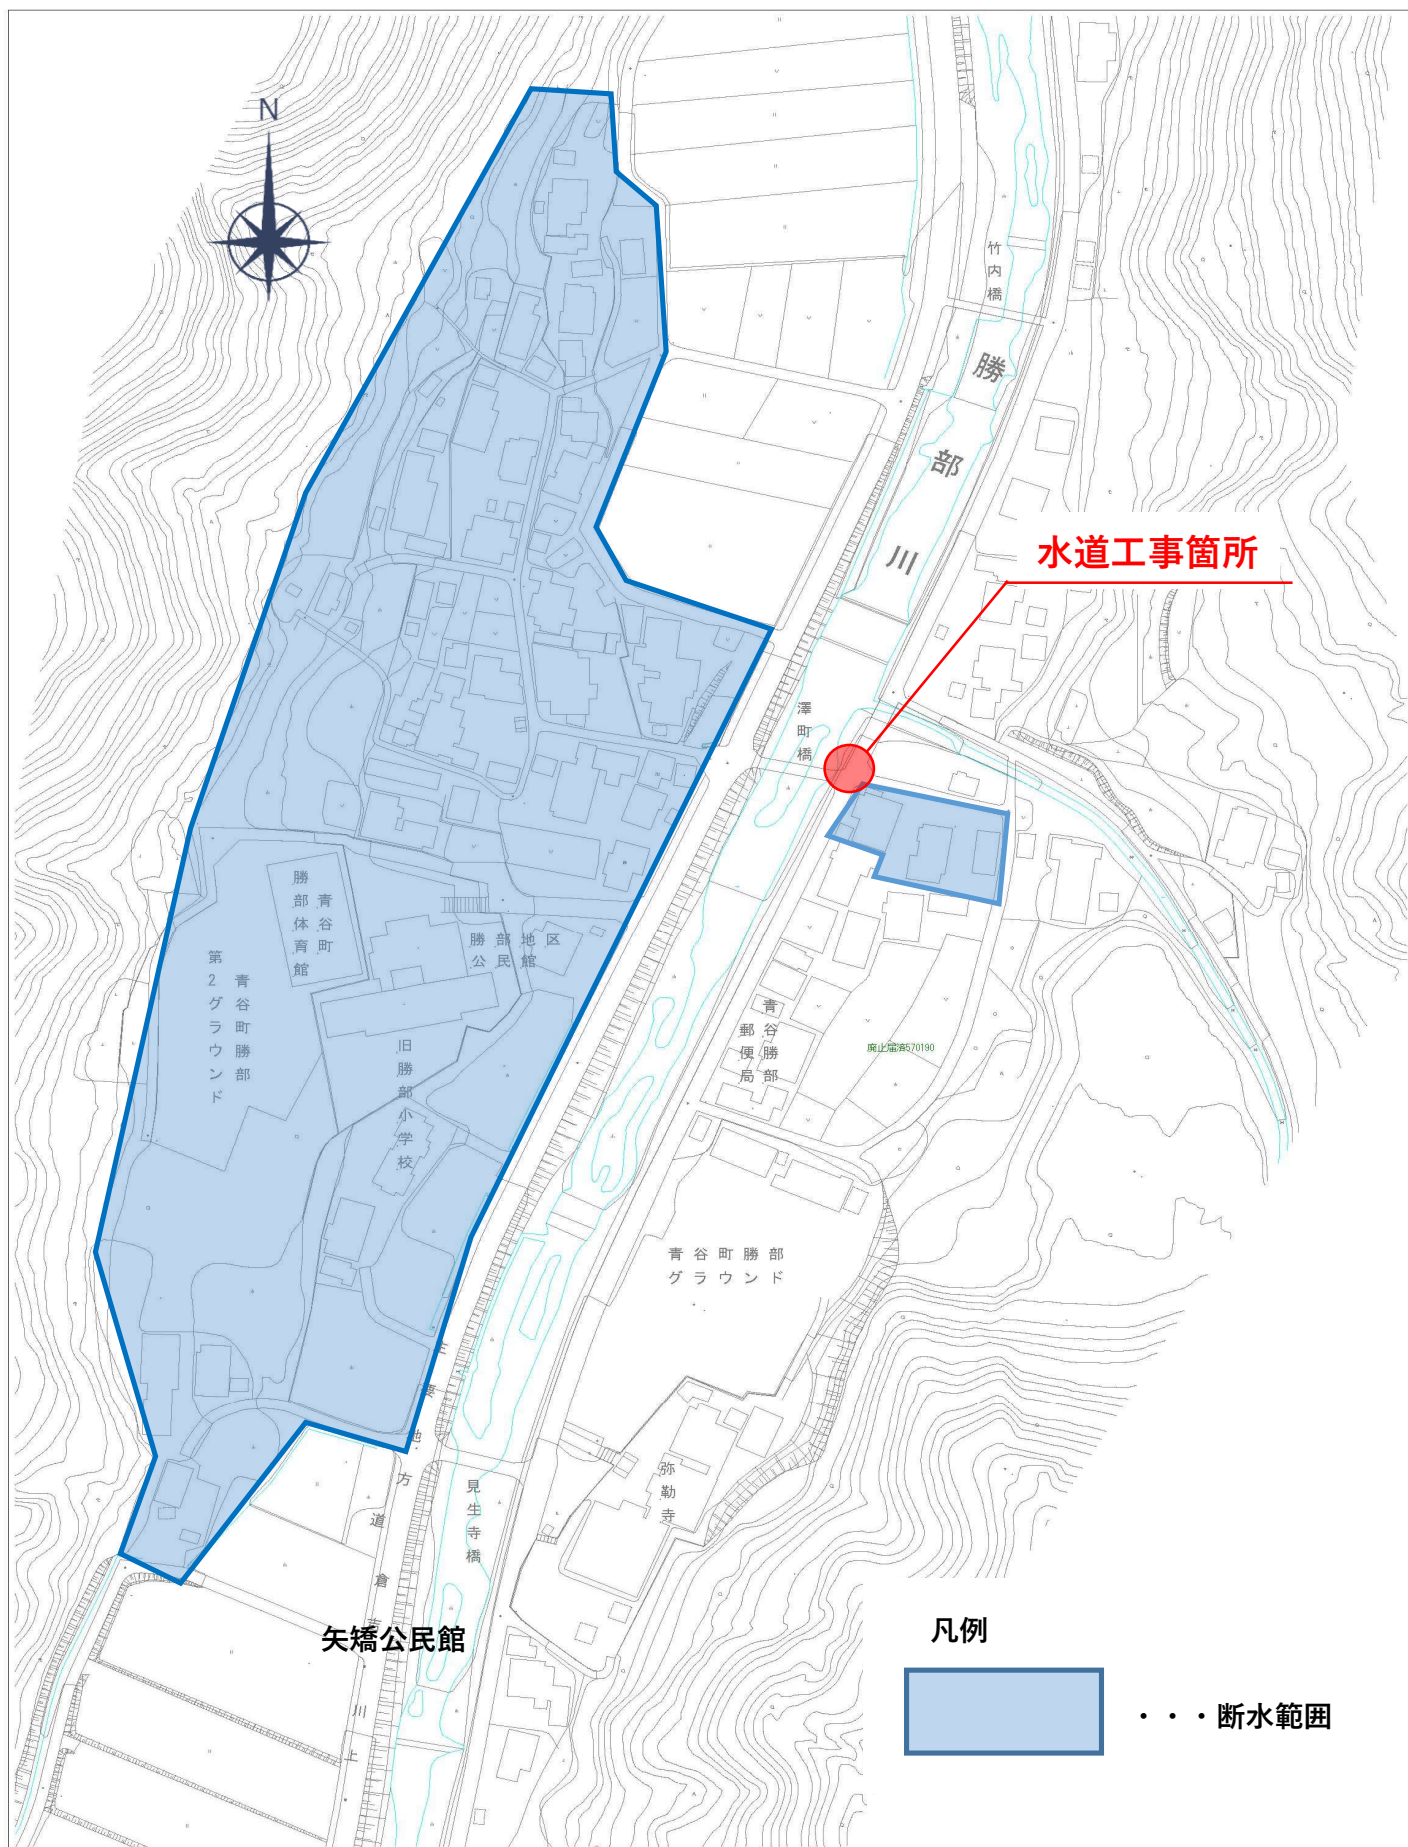 N
竹内橋
勝部川
水道工事箇所
澤町橋
青谷町
勝部体育館
勝部地区
公民館
青谷町勝部
第2グラウンド
旧勝部小学校
青谷勝部
郵便局
廃止届済570190
青谷町勝部
グラウンド
弥勒寺
見生寺橋
主要地方道倉吉川上
矢矯公民館
凡例
・・・断水範囲